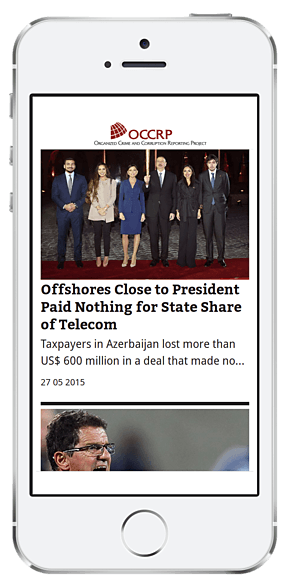 OCCRP
ORGANIZED CRIME AND CORRUPTION REPORTING PROJECT
Offshores Close to President
Paid Nothing for State Share
of Telecom
Taxpayers in Azerbaijan lost more than
US$ 600 million in a deal that made no...
27 05 2015